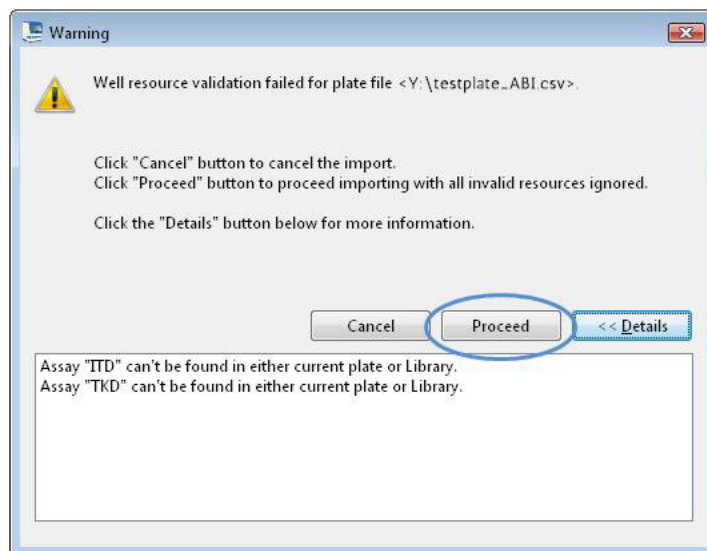 Warning
Well resource validation failed for plate file <Y:\testplate_ABI.csv>.
Click "Cancel" button to cancel the import.
Click "Proceed" button to proceed importing with all invalid resources ignored.
Click the "Details" button below for more information.
Cancel Proceed << Details
Assay "ITD" can't be found in either current plate or Library.
Assay "TKD" can't be found in either current plate or Library.